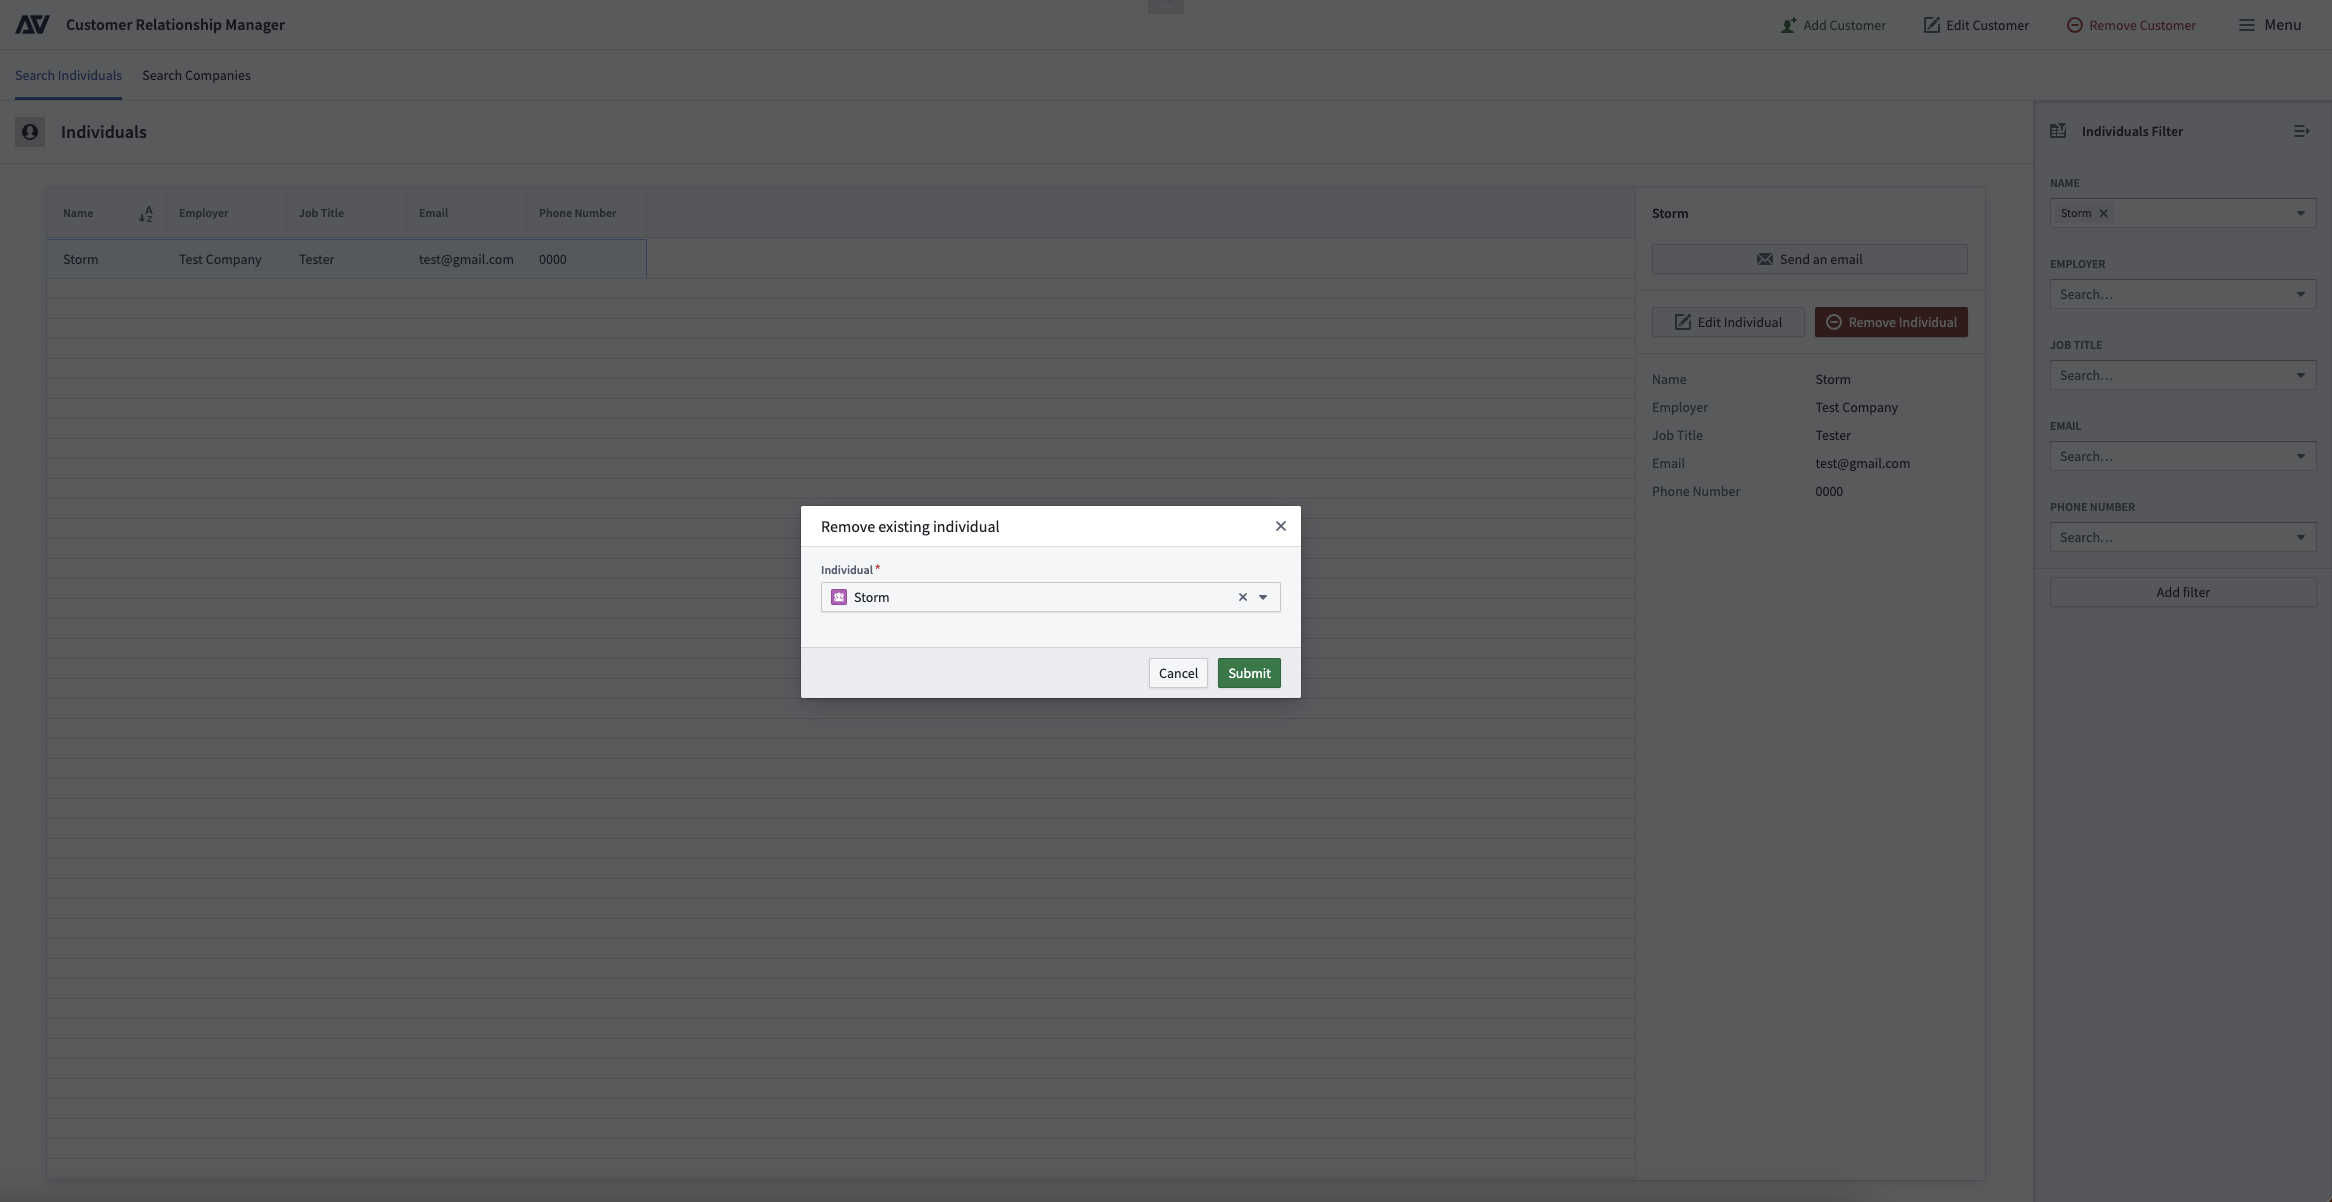 Customer Relationship Manager
Add Customer
Edit Customer
Remove Customer
Menu
Search Individuals
Search Companies
Individuals
Name
Employer
Job Title
Email
Phone Number
Storm
Test Company
Tester
test@gmail.com
0000
Storm
Send an email
Edit Individual
Remove Individual
Name Storm
Employer Test Company
Job Title Tester
Email test@gmail.com
Phone Number 0000
Individuals Filter
NAME
Storm
EMPLOYER
Search...
JOB TITLE
Search...
EMAIL
Search...
PHONE NUMBER
Search...
Add filter
Remove existing individual
Individual*
Storm
Cancel
Submit